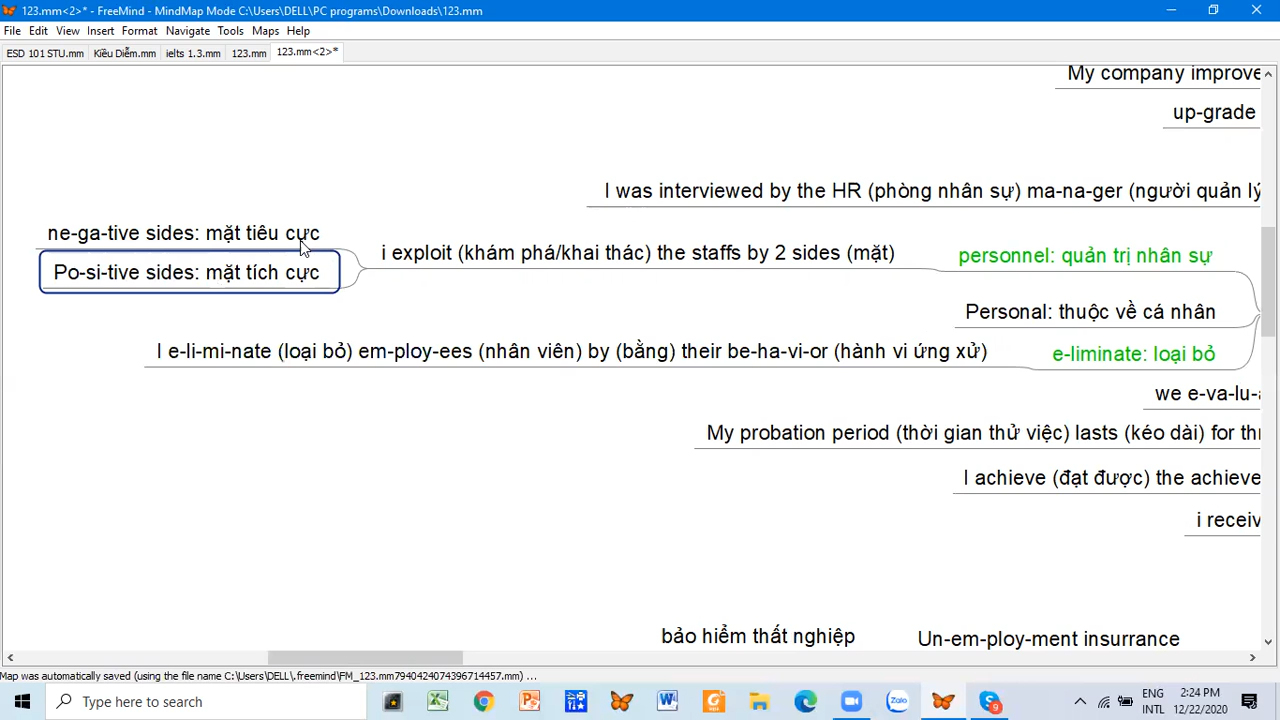 123.mm<2>* - FreeMind - MindMap Mode C:\Users\DELL\PC programs\Downloads\123.mm
File Edit View Insert Format Navigate Tools Maps Help
ESD 101 STU.mm Kiều Diễm.mm ielts 1.3.mm 123.mm 123.mm<2>*
My company improve
up-grade
I was interviewed by the HR (phòng nhân sự) ma-na-ger (người quản lý
ne-ga-tive sides: mặt tiêu cực
i exploit (khám phá/khai thác) the staffs by 2 sides (mặt)
personnel: quản trị nhân sự
Po-si-tive sides: mặt tích cực
Personal: thuộc về cá nhân
I e-li-mi-nate (loại bỏ) em-ploy-ees (nhân viên) by (bằng) their be-ha-vi-or (hành vi ứng xử)
e-liminate: loại bỏ
we e-va-lu-
My probation period (thời gian thử việc) lasts (kéo dài) for
I achieve (đạt được) the achieve
i receiv
bảo hiểm thất nghiệp
Un-em-ploy-ment insurrance
Map was automatically saved (using the file name C:\Users\DELL\.freemind\FM_123.mm7940424074396714457.mm) ...
Type here to search
ENG
INTL
2:24 PM
12/22/2020